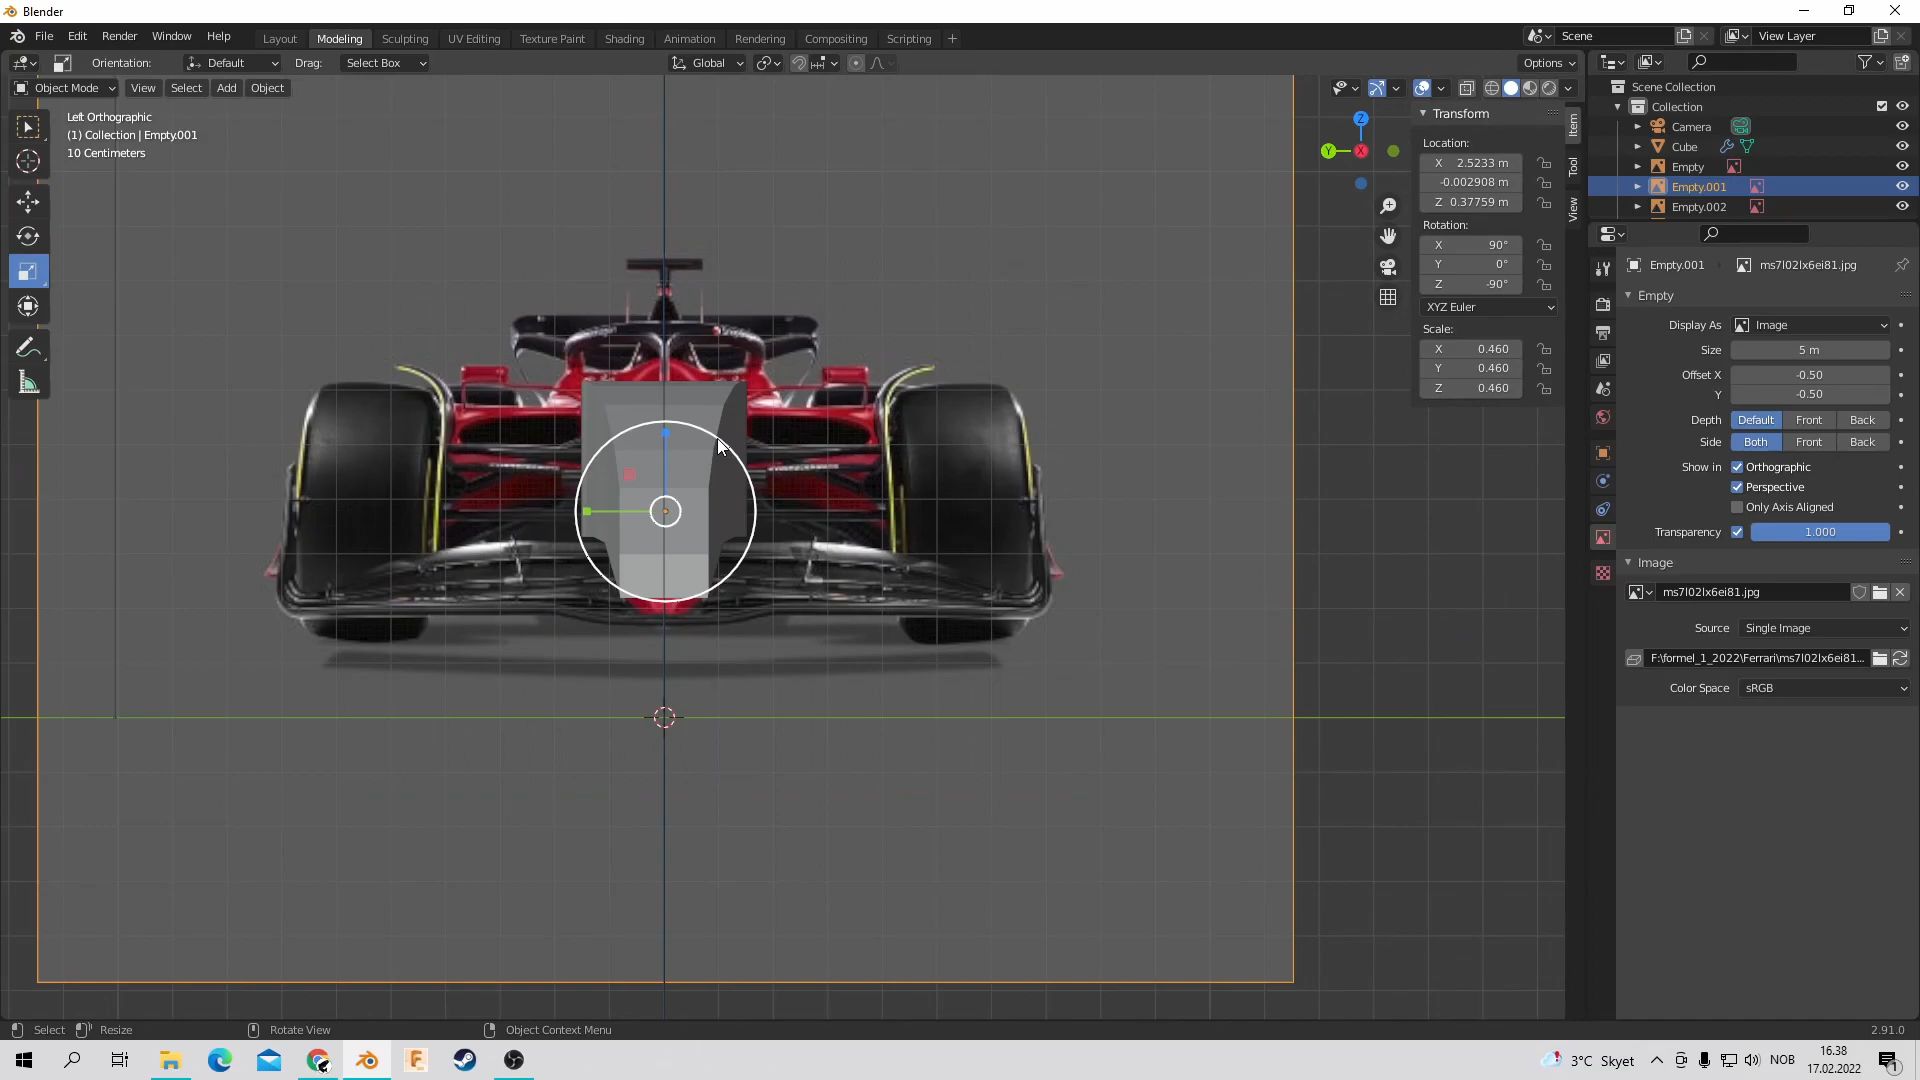 Blender
File Edit Render Window Help
Layout Modeling Sculpting UV Editing Texture Paint Shading Animation Rendering Compositing Scripting +
Scene
View Layer
Orientation: Default Drag: Select Box
Global
Options
Object Mode View Select Add Object
Left Orthographic
(1) Collection | Empty.001
10 Centimeters
Z
Y
X
Transform
Location:
X 2.5233 m
-0.002908 m
Z 0.37759 m
Rotation:
X 90°
Y 0°
Z -90°
XYZ Euler
Scale:
X 0.460
Y 0.460
Z 0.460
Item
Tool
View
Scene Collection
Collection
Camera
Cube
Empty
Empty.001
Empty.002
Empty.001 ms7l02lx6ei81.jpg
Empty
Display As Image
Size 5 m
Offset X -0.50
Y -0.50
Depth Default Front Back
Side Both Front Back
Show in Orthographic
Perspective
Only Axis Aligned
Transparency 1.000
Image
ms7l02lx6ei81.jpg
Source Single Image
F:\formel_1_2022\Ferrari\ms7l02lx6ei81...
Color Space sRGB
Select Resize Rotate View Object Context Menu
2.91.0
3°C Skyet NOB
16.38
17.02.2022
1